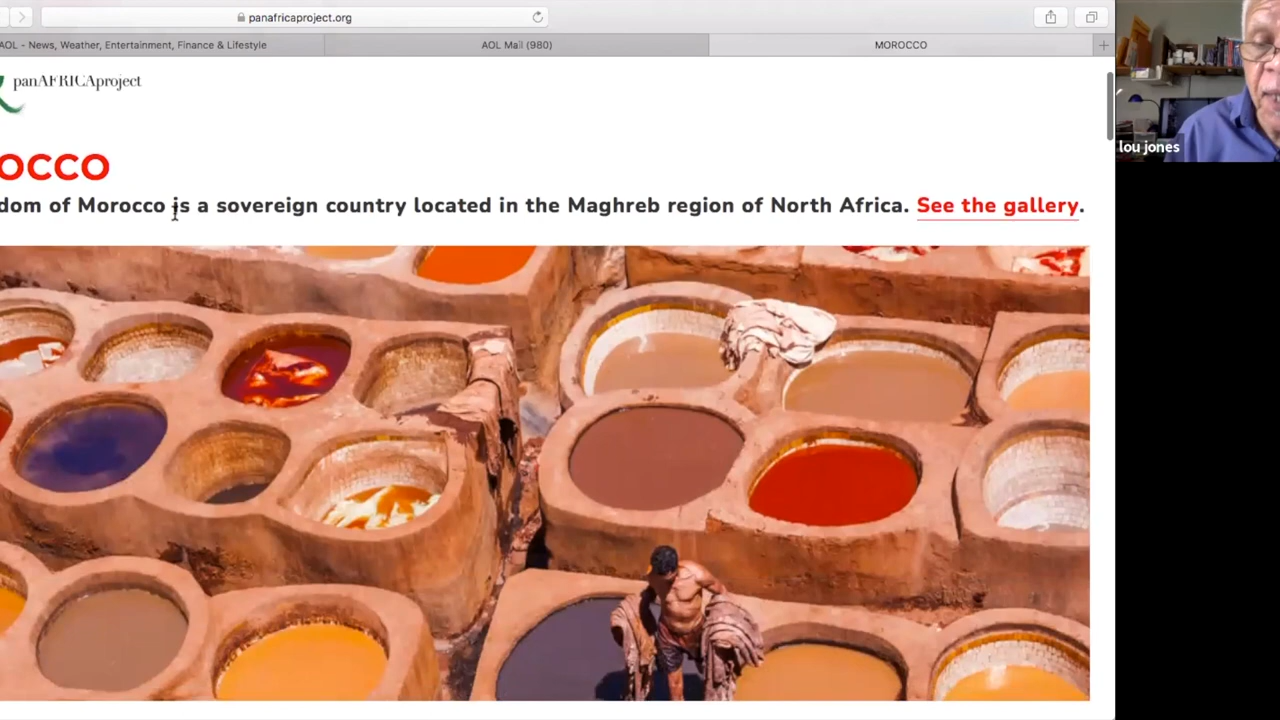 panafricaproject.org
AOL - News, Weather, Entertainment, Finance & Lifestyle
AOL Mail (980)
MOROCCO
panAFRICAproject
OCCO
dom of Morocco is a sovereign country located in the Maghreb region of North Africa. See the gallery.
lou jones